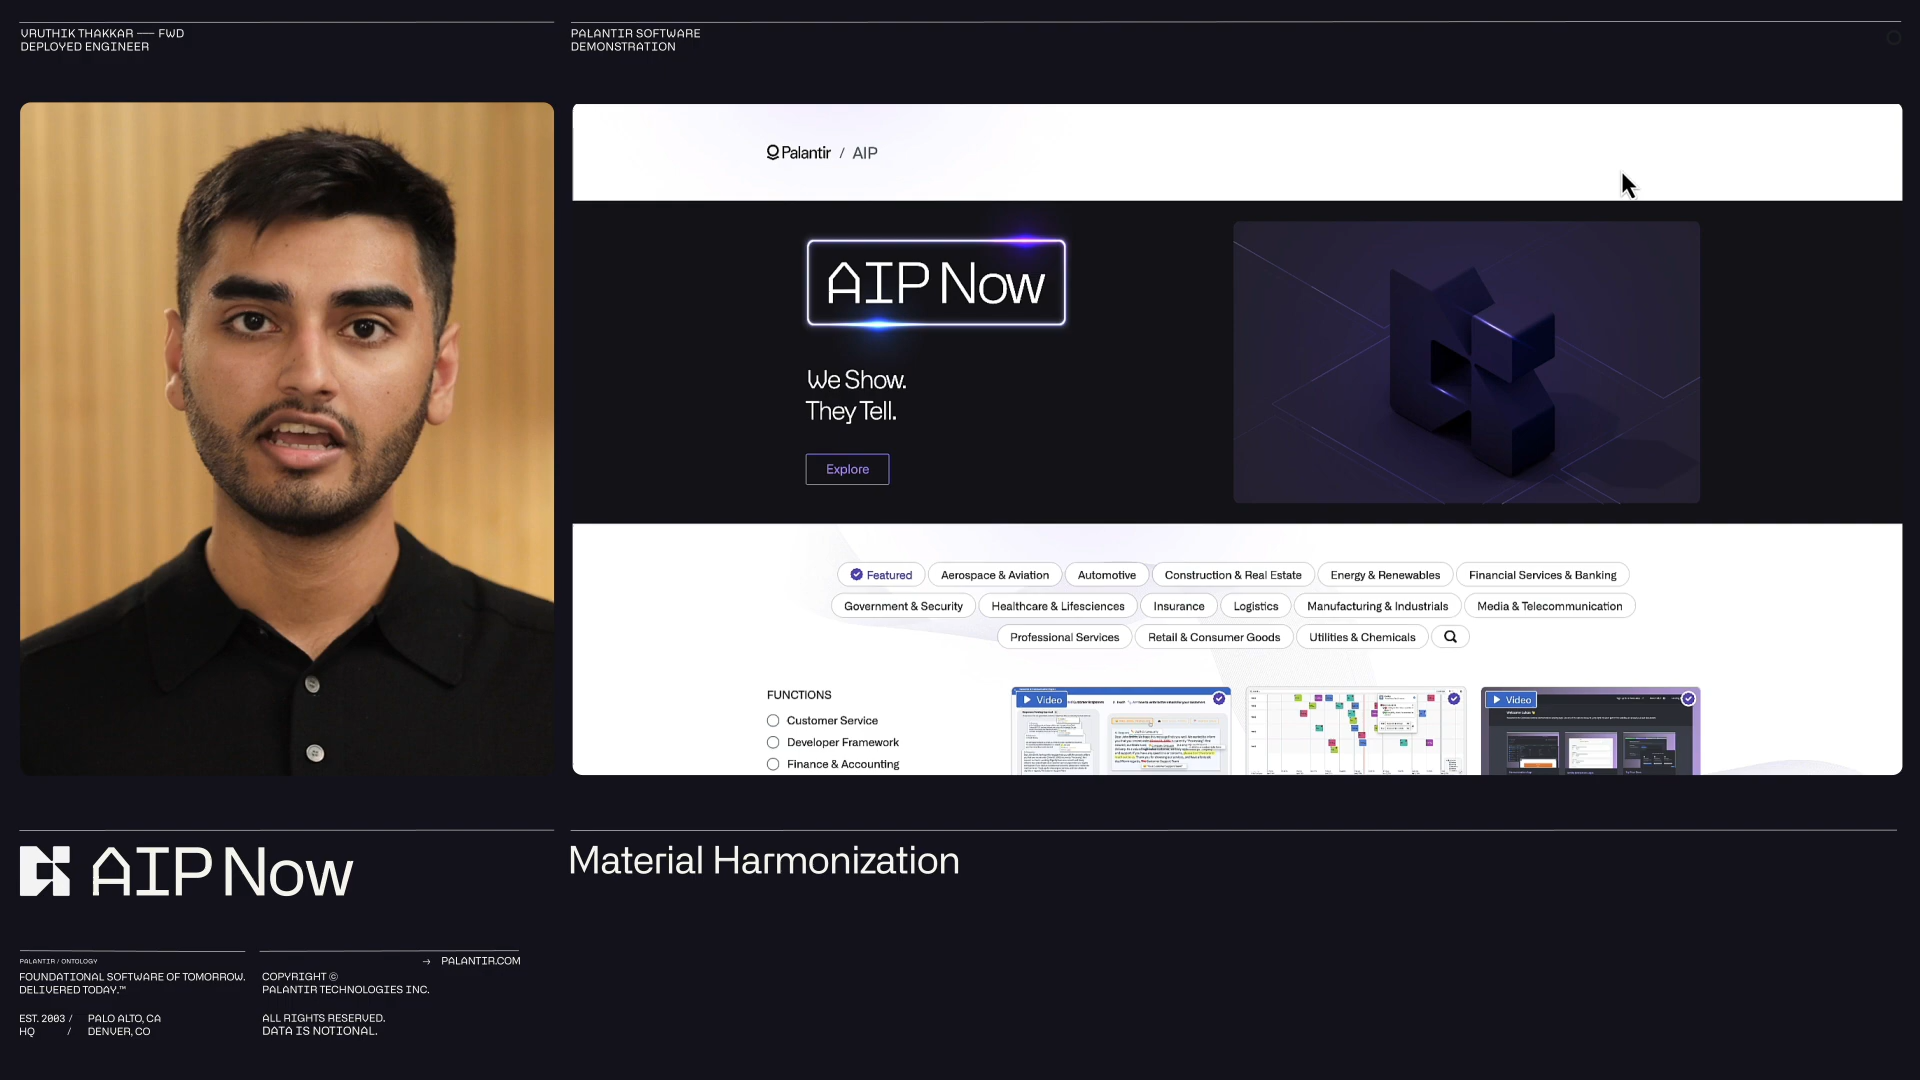 VRUTHIK THAKKAR — FWD
DEPLOYED ENGINEER
PALANTIR SOFTWARE
DEMONSTRATION
Palantir / AIP
AIP Now
We Show.
They Tell.
Explore
Featured
Aerospace & Aviation
Automotive
Construction & Real Estate
Energy & Renewables
Financial Services & Banking
Government & Security
Healthcare & Lifesciences
Insurance
Logistics
Manufacturing & Industrials
Media & Telecommunication
Professional Services
Retail & Consumer Goods
Utilities & Chemicals
FUNCTIONS
Customer Service
Developer Framework
Finance & Accounting
Video
Video
AIP Now
Material Harmonization
PALANTIR / ONTOLOGY
FOUNDATIONAL SOFTWARE OF TOMORROW.
DELIVERED TODAY.™
EST. 2003 / PALO ALTO, CA
HQ / DENVER, CO
→ PALANTIR.COM
COPYRIGHT ©
PALANTIR TECHNOLOGIES INC.
ALL RIGHTS RESERVED.
DATA IS NOTIONAL.